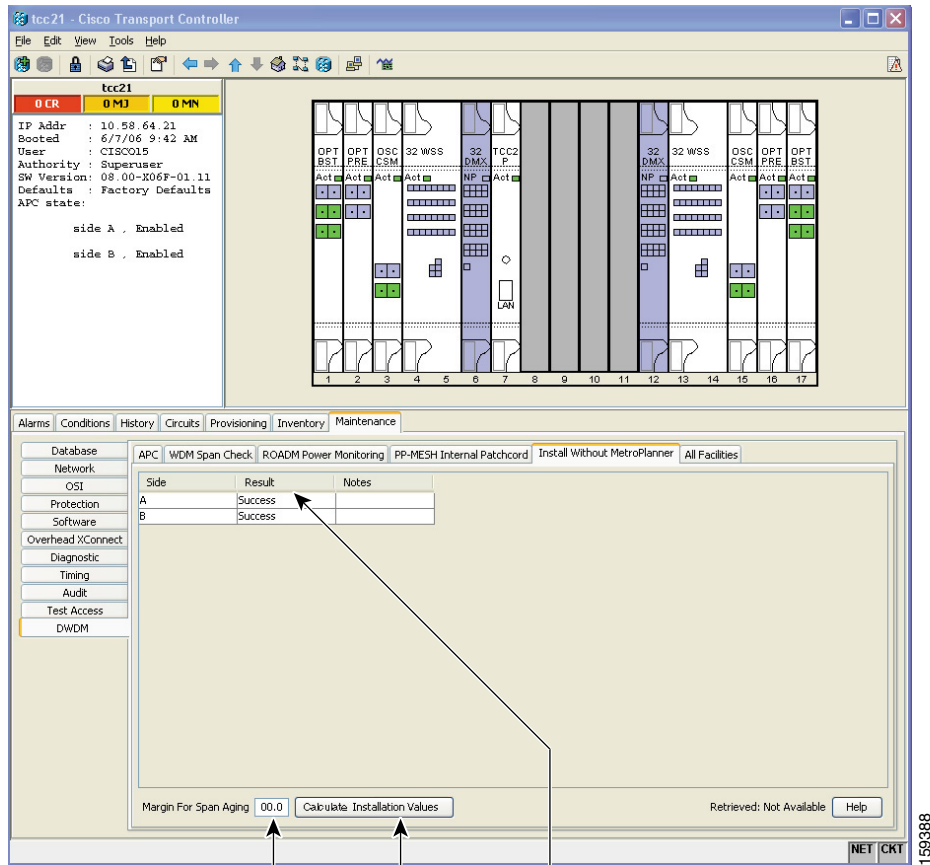 tcc21 - Cisco Transport Controller
File Edit View Tools Help
tcc21
0 CR 0 MJ 0 MN
IP Addr : 10.58.64.21
Booted : 6/7/06 9:42 AM
User : CISCO15
Authority : Superuser
SW Version: 08.00-X06F-01.11
Defaults : Factory Defaults
APC state:
side A , Enabled
side B , Enabled
OPT BST OPT PRE OSC CSM 32 WSS 32 DMX TCC2 P 32 DMX 32 WSS OSC CSM OPT PRE OPT BST
Act Act Act Act NP Act NP Act Act Act Act
LAN
1 2 3 4 5 6 7 8 9 10 11 12 13 14 15 16 17
Alarms Conditions History Circuits Provisioning Inventory Maintenance
Database
Network
OSI
Protection
Software
Overhead XConnect
Diagnostic
Timing
Audit
Test Access
DWDM
APC WDM Span Check ROADM Power Monitoring PP-MESH Internal Patchcord Install Without MetroPlanner All Facilities
Side Result Notes
A Success
B Success
Margin For Span Aging 00.0 Calculate Installation Values Retrieved: Not Available Help
NET CKT
159388